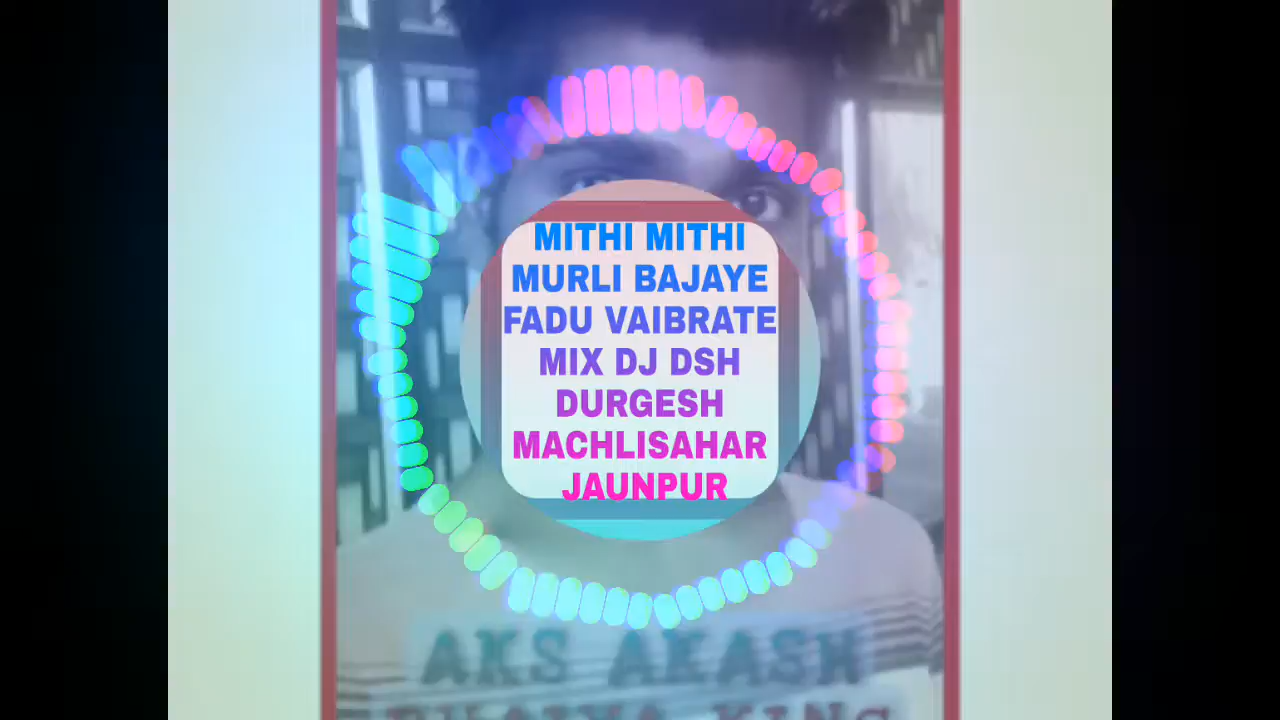 MITHI MITHI
MURLI BAJAYE
FADU VAIBRATE
MIX DJ DSH
DURGESH
MACHLISAHAR
JAUNPUR
AKS AKASH